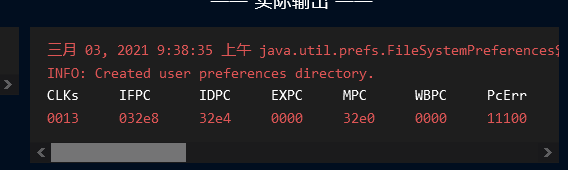 —— 实际输出 ——
三月 03, 2021 9:38:35 上午 java.util.prefs.FileSystemPreferences$
INFO: Created user preferences directory.
CLKs IFPC IDPC EXPC MPC WBPC PcErr
0013 032e8 32e4 0000 32e0 0000 11100